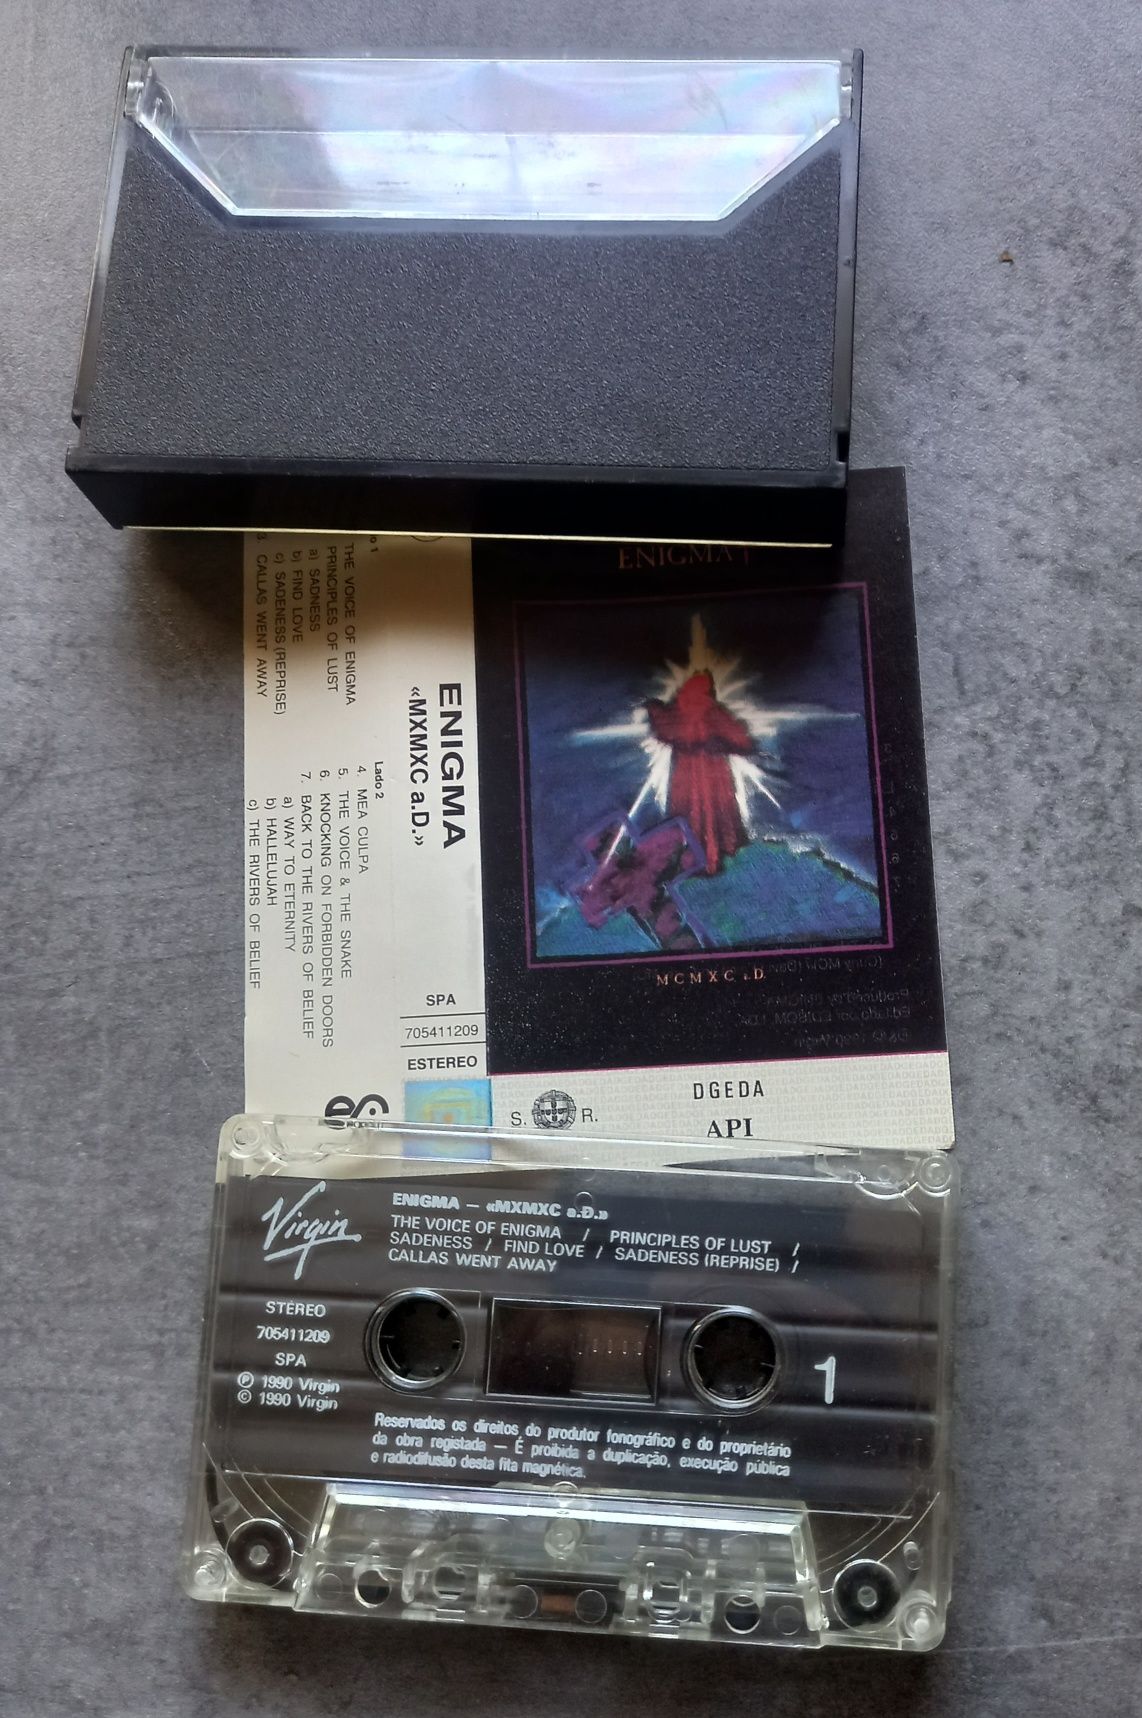 ENIGMA
MCMXC a.D.
S. R.
DGEDA
API
ENIGMA
«MXMXC a.D.»
SPA
705411209
ESTEREO
THE VOICE OF ENIGMA
PRINCIPLES OF LUST
a) SADNESS
b) FIND LOVE
c) SADENESS (REPRISE)
3. CALLAS WENT AWAY
Lado 2
4. MEA CULPA
5. THE VOICE & THE SNAKE
6. KNOCKING ON FORBIDDEN DOORS
7. BACK TO THE RIVERS OF BELIEF
a) WAY TO ETERNITY
b) HALLELUJAH
c) THE RIVERS OF BELIEF
Virgin
ENIGMA — «MXMXC a.D.»
THE VOICE OF ENIGMA / PRINCIPLES OF LUST /
SADENESS / FIND LOVE / SADENESS (REPRISE) /
CALLAS WENT AWAY
STÉREO
705411209
SPA
℗ 1990 Virgin
© 1990 Virgin
1
Reservados os direitos do produtor fonográfico e do proprietário
da obra registada — É proibida a duplicação, execução pública
e radiodifusão desta fita magnética.